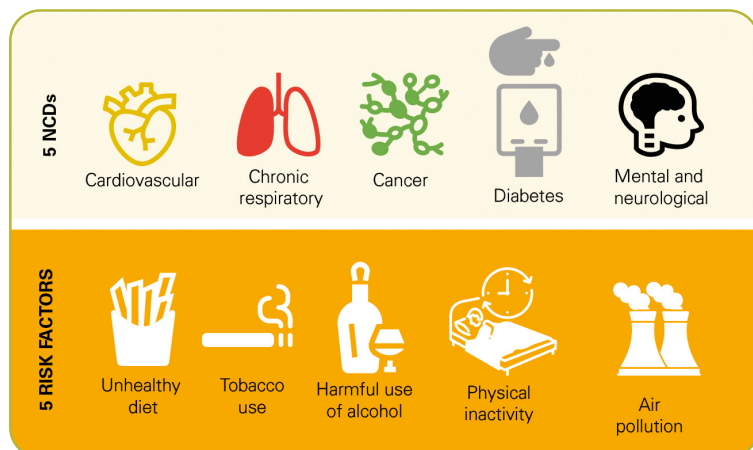 5 NCDs
Cardiovascular
Chronic
respiratory
Cancer
Diabetes
Mental and
neurological
5 RISK FACTORS
Unhealthy
diet
Tobacco
use
Harmful use
of alcohol
Physical
inactivity
Air
pollution